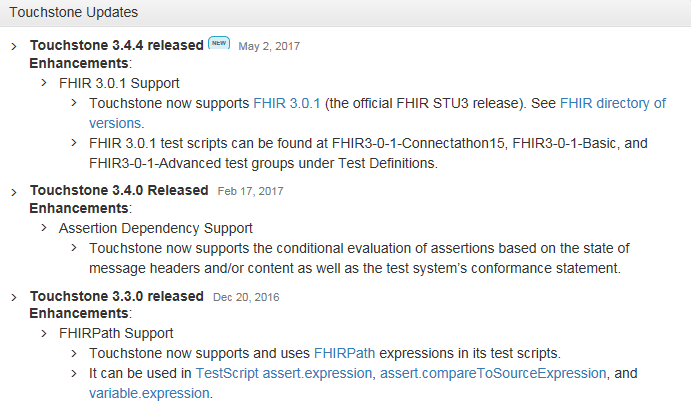 Touchstone Updates
Touchstone 3.4.4 released NEW May 2, 2017
Enhancements:
FHIR 3.0.1 Support
Touchstone now supports FHIR 3.0.1 (the official FHIR STU3 release). See FHIR directory of
versions.
FHIR 3.0.1 test scripts can be found at FHIR3-0-1-Connectathon15, FHIR3-0-1-Basic, and
FHIR3-0-1-Advanced test groups under Test Definitions.
Touchstone 3.4.0 Released Feb 17, 2017
Enhancements:
Assertion Dependency Support
Touchstone now supports the conditional evaluation of assertions based on the state of
message headers and/or content as well as the test system's conformance statement.
Touchstone 3.3.0 released Dec 20, 2016
Enhancements:
FHIRPath Support
Touchstone now supports and uses FHIRPath expressions in its test scripts.
It can be used in TestScript assert.expression, assert.compareToSourceExpression, and
variable.expression.